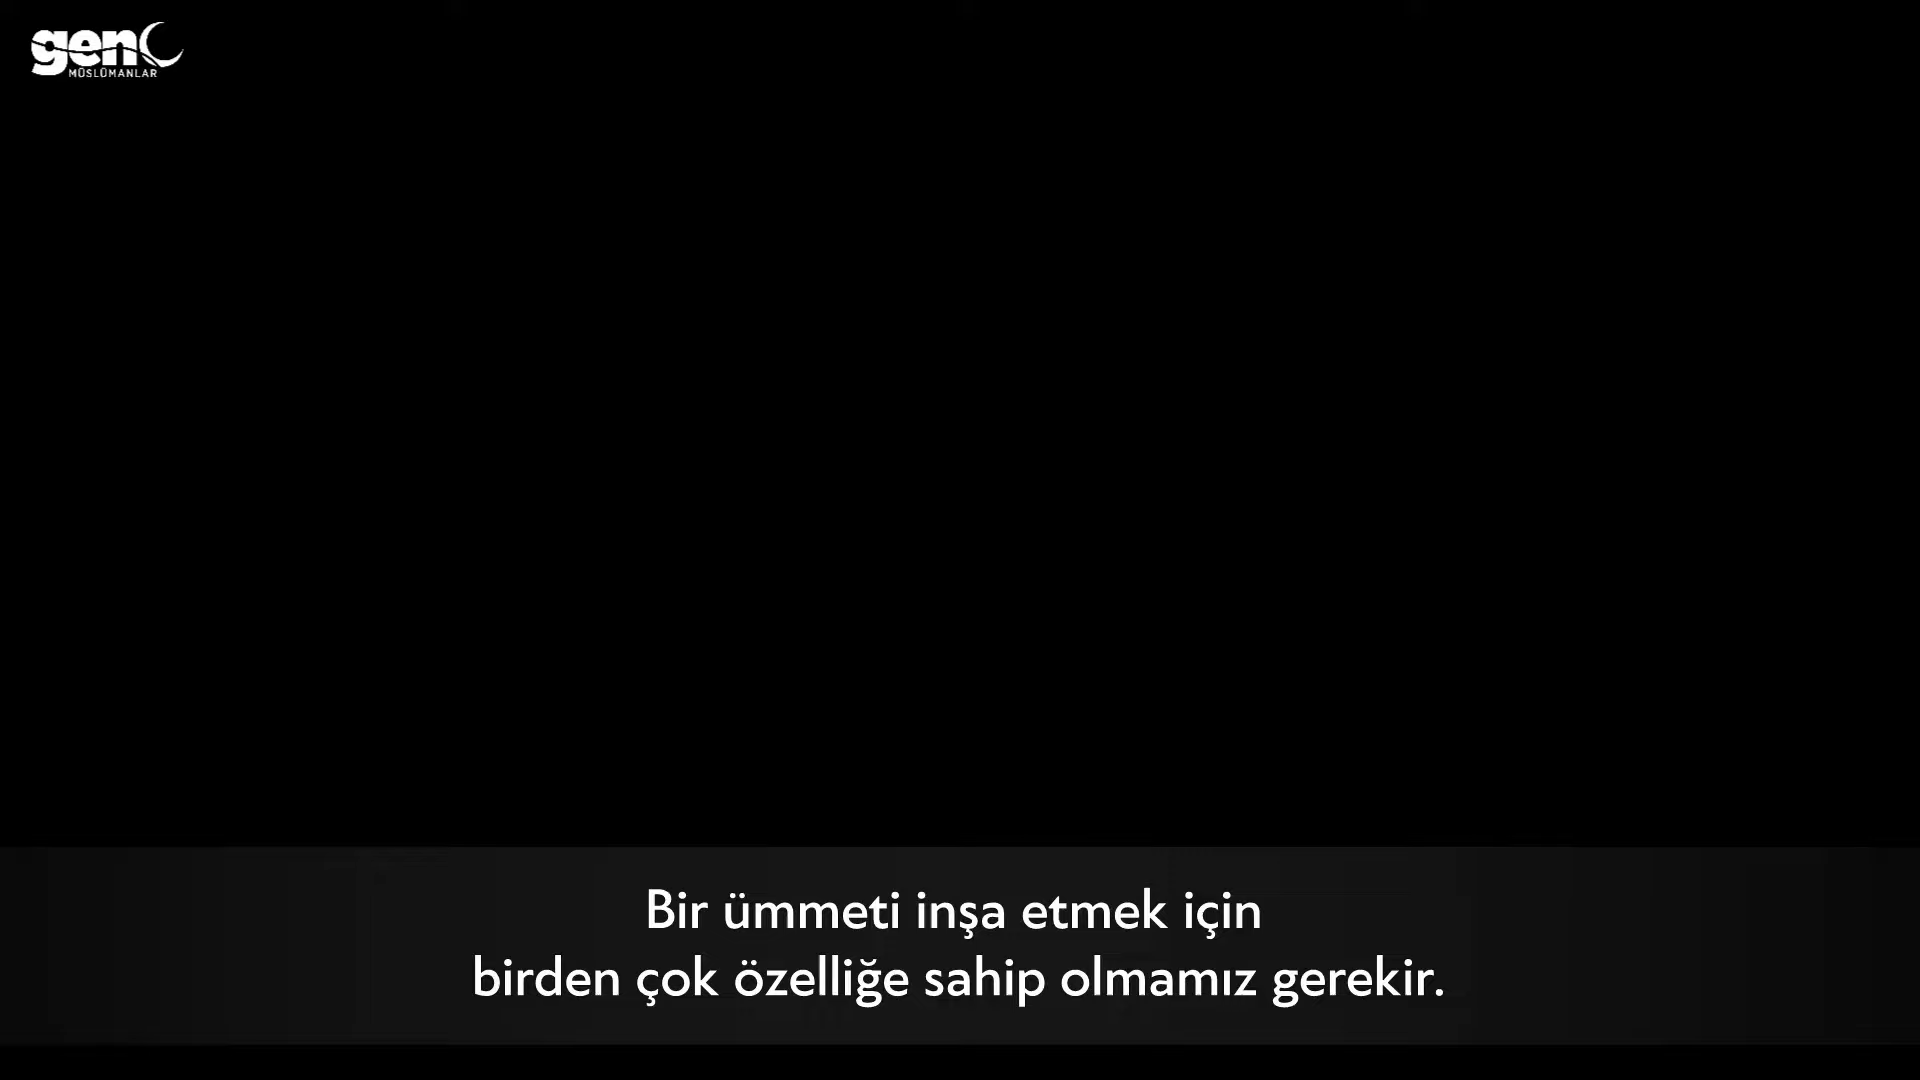 genç
MÜSLÜMANLAR
Bir ümmeti inşa etmek için
birden çok özelliğe sahip olmamız gerekir.